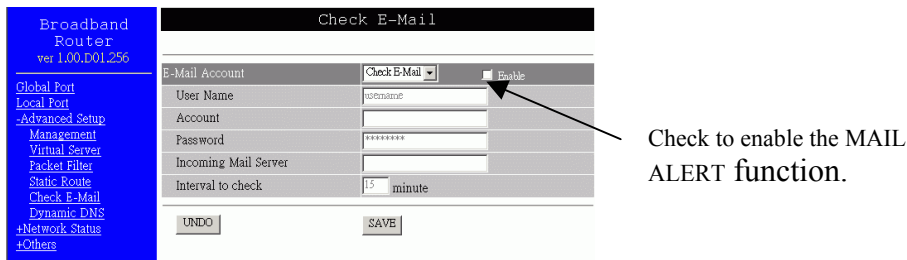 Broadband
Router
ver 1.00.D01.256
Global Port
Local Port
-Advanced Setup
Management
Virtual Server
Packet Filter
Static Route
Check E-Mail
Dynamic DNS
+Network Status
+Others
Check E-Mail
E-Mail Account Check E-Mail Enable
User Name username
Account
Password ********
Incoming Mail Server
Interval to check 15 minute
UNDO SAVE
Check to enable the MAIL
ALERT function.